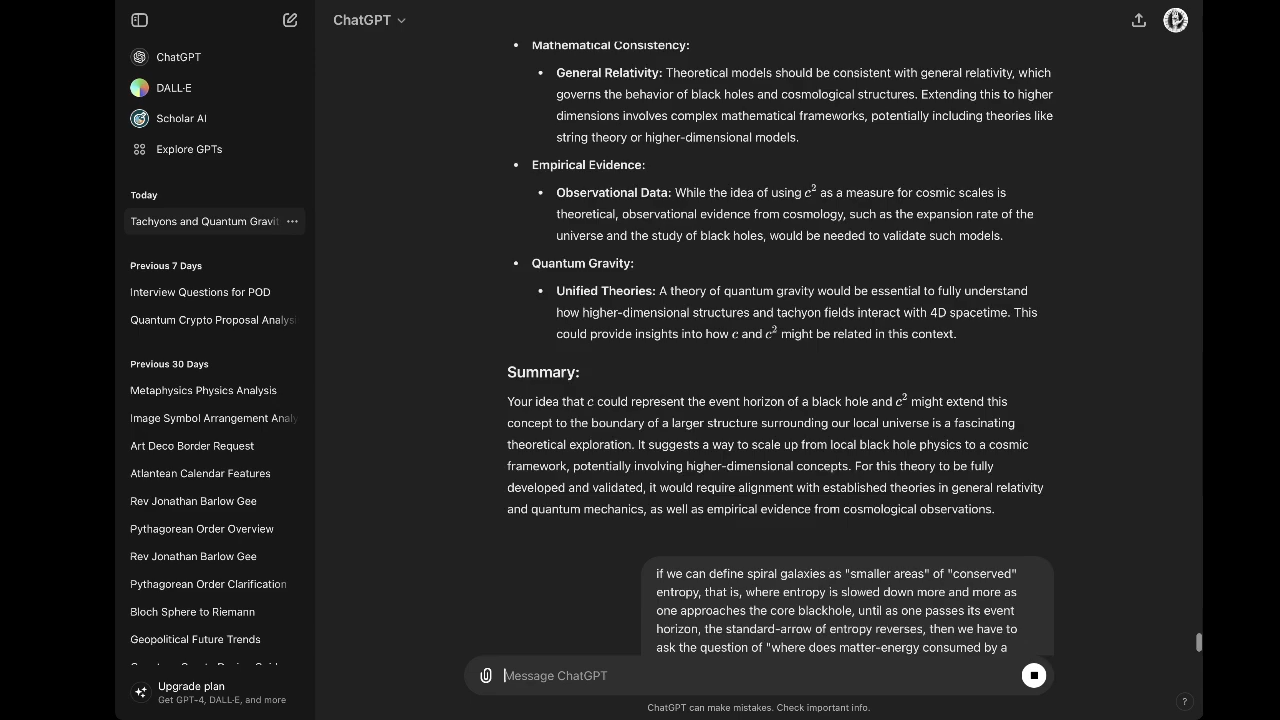 ChatGPT
ChatGPT
DALL·E
Scholar AI
Explore GPTs
Today
Tachyons and Quantum Gravit
Previous 7 Days
Interview Questions for POD
Quantum Crypto Proposal Analysi
Previous 30 Days
Metaphysics Physics Analysis
Image Symbol Arrangement Analy
Art Deco Border Request
Atlantean Calendar Features
Rev Jonathan Barlow Gee
Pythagorean Order Overview
Rev Jonathan Barlow Gee
Pythagorean Order Clarification
Bloch Sphere to Riemann
Geopolitical Future Trends
Upgrade plan
Get GPT-4, DALL·E, and more
• Mathematical Consistency:
• General Relativity: Theoretical models should be consistent with general relativity, which
governs the behavior of black holes and cosmological structures. Extending this to higher
dimensions involves complex mathematical frameworks, potentially including theories like
string theory or higher-dimensional models.
• Empirical Evidence:
• Observational Data: While the idea of using c² as a measure for cosmic scales is
theoretical, observational evidence from cosmology, such as the expansion rate of the
universe and the study of black holes, would be needed to validate such models.
• Quantum Gravity:
• Unified Theories: A theory of quantum gravity would be essential to fully understand
how higher-dimensional structures and tachyon fields interact with 4D spacetime. This
could provide insights into how c and c² might be related in this context.
Summary:
Your idea that c could represent the event horizon of a black hole and c² might extend this
concept to the boundary of a larger structure surrounding our local universe is a fascinating
theoretical exploration. It suggests a way to scale up from local black hole physics to a cosmic
framework, potentially involving higher-dimensional concepts. For this theory to be fully
developed and validated, it would require alignment with established theories in general relativity
and quantum mechanics, as well as empirical evidence from cosmological observations.
if we can define spiral galaxies as "smaller areas" of "conserved"
entropy, that is, where entropy is slowed down more and more as
one approaches the core blackhole, until as one passes its event
horizon, the standard-arrow of entropy reverses, then we have to
ask the question of "where does matter-energy consumed by a
Message ChatGPT
ChatGPT can make mistakes. Check important info.
?